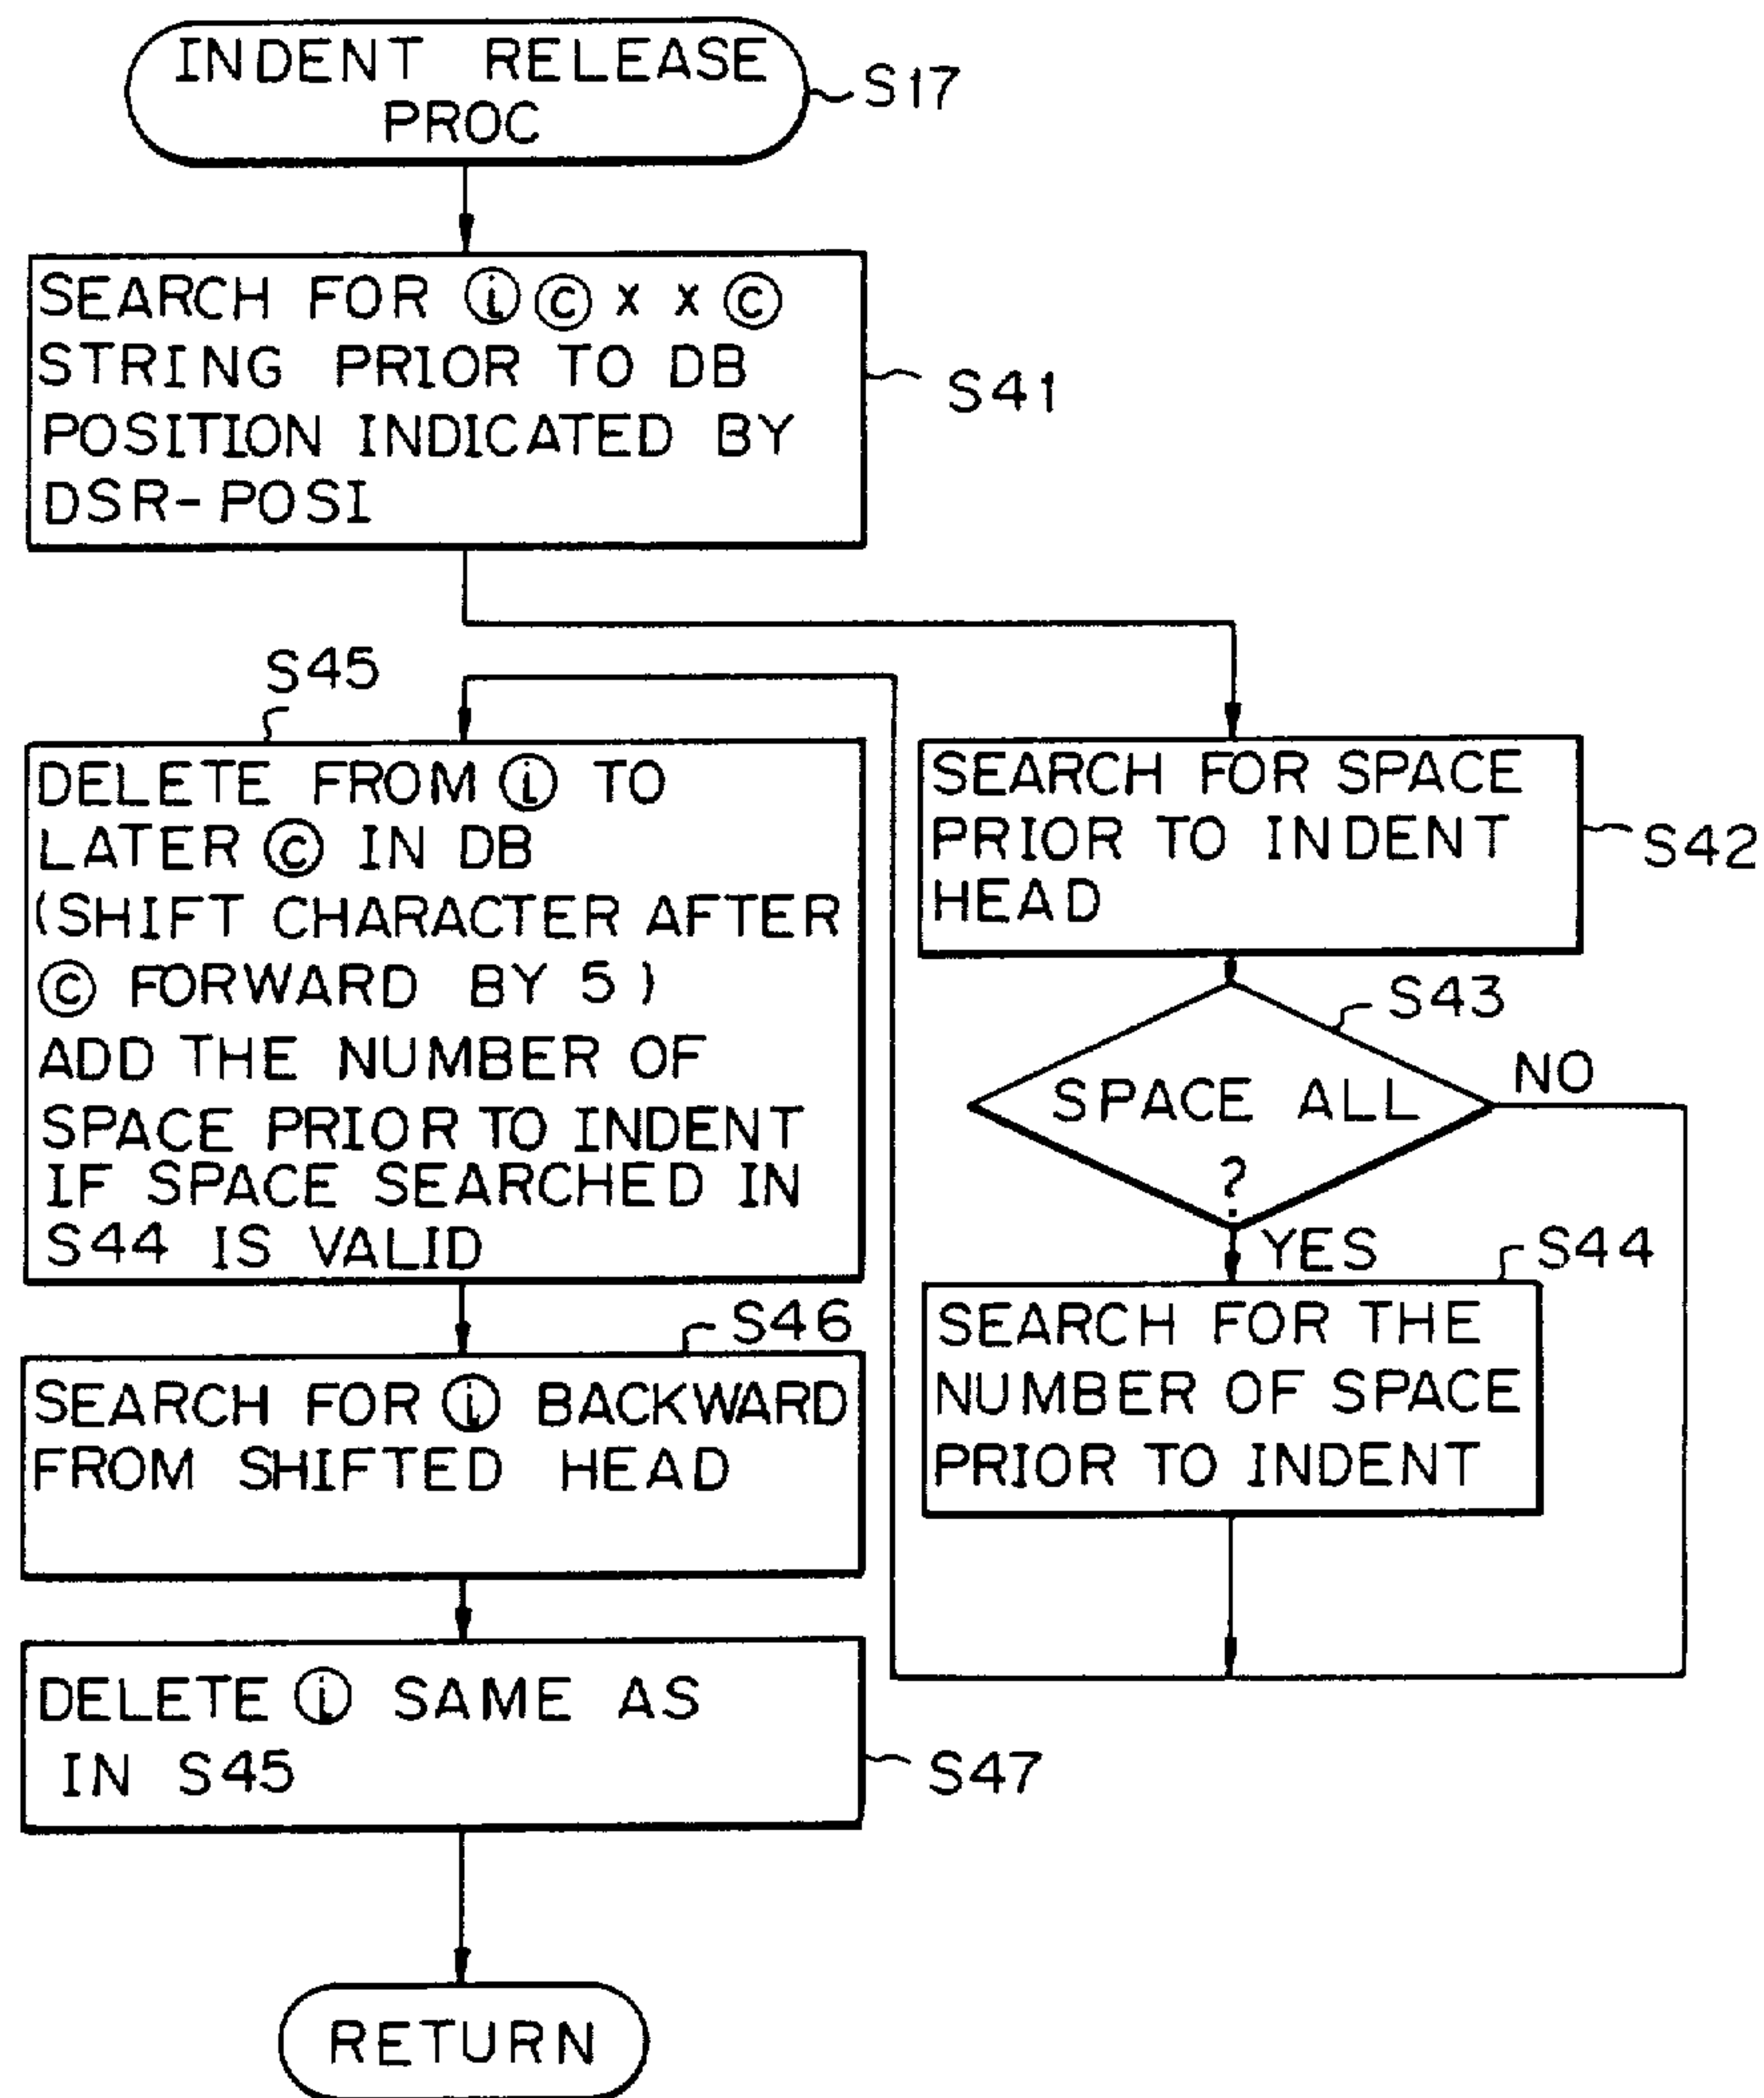 INDENT RELEASE
PROC
S17
SEARCH FOR ⓘ © x x ©
STRING PRIOR TO DB
POSITION INDICATED BY
DSR-POSI
S41
S45
DELETE FROM ⓘ TO
LATER © IN DB
(SHIFT CHARACTER AFTER
© FORWARD BY 5)
ADD THE NUMBER OF
SPACE PRIOR TO INDENT
IF SPACE SEARCHED IN
S44 IS VALID
SEARCH FOR SPACE
PRIOR TO INDENT
HEAD
S42
S43
SPACE ALL
?
NO
YES
S44
SEARCH FOR THE
NUMBER OF SPACE
PRIOR TO INDENT
S46
SEARCH FOR ⓘ BACKWARD
FROM SHIFTED HEAD
DELETE ⓘ SAME AS
IN S45
S47
RETURN